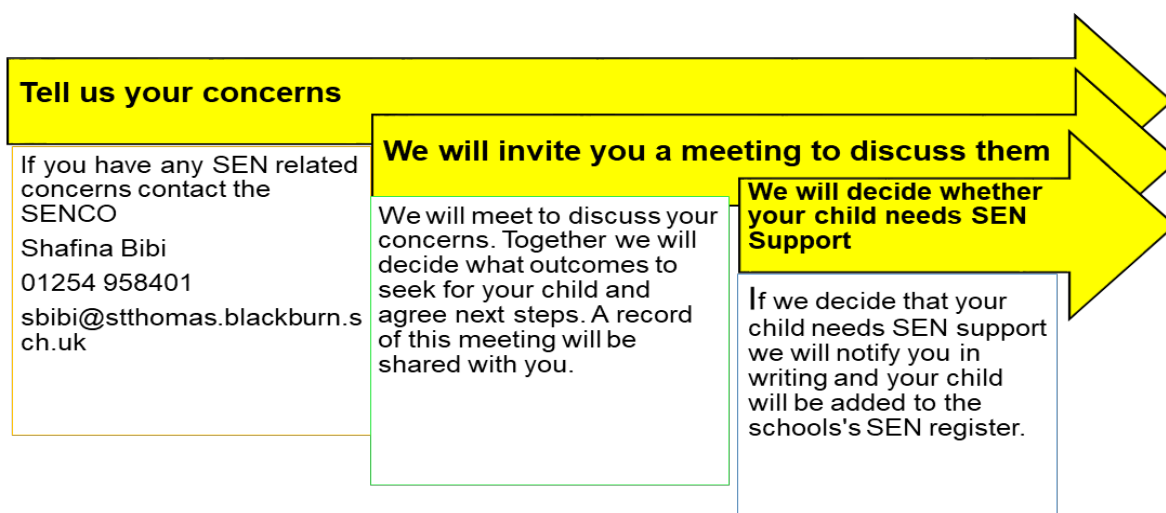 Tell us your concerns
If you have any SEN related
concerns contact the
SENCO
Shafina Bibi
01254 958401
sbibi@stthomas.blackburn.s
ch.uk
We will invite you a meeting to discuss them
We will meet to discuss your
concerns. Together we will
decide what outcomes to
seek for your child and
agree next steps. A record
of this meeting will be
shared with you.
We will decide whether
your child needs SEN
Support
If we decide that your
child needs SEN support
we will notify you in
writing and your child
will be added to the
schools's SEN register.